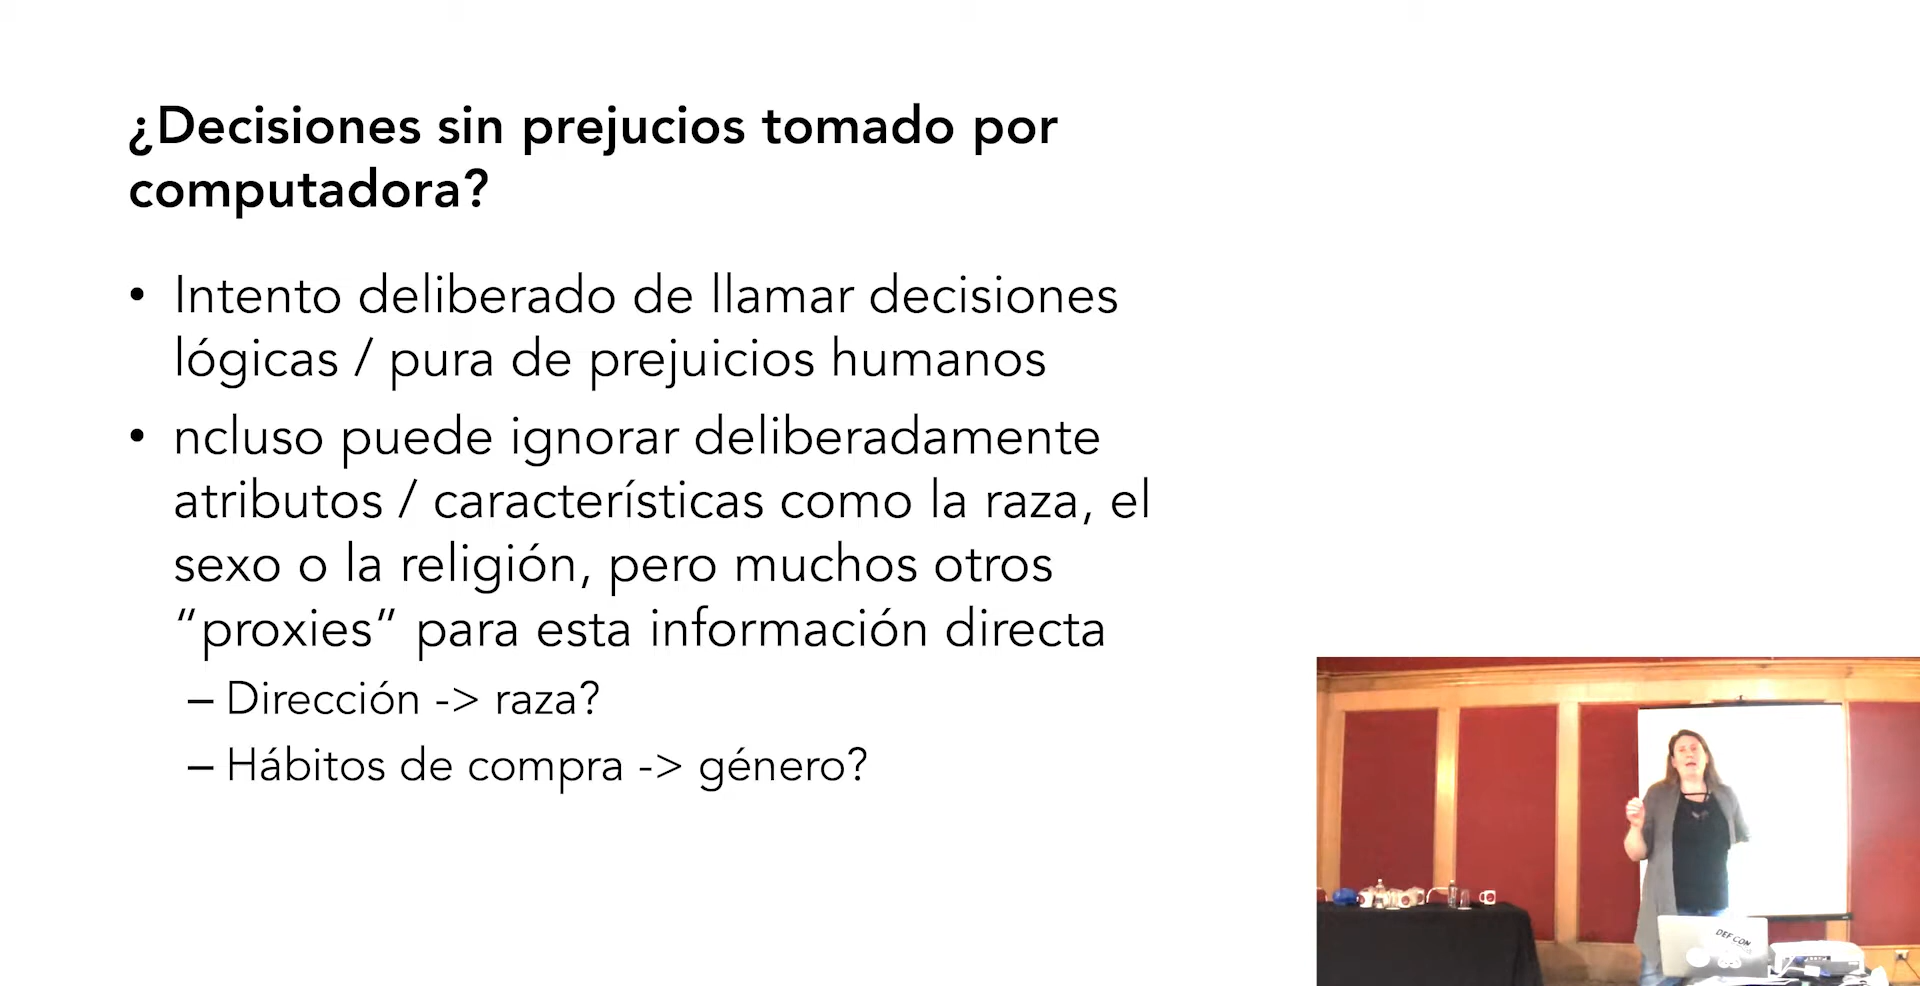 ¿Decisiones sin prejucios tomado por
computadora?
• Intento deliberado de llamar decisiones
lógicas / pura de prejuicios humanos
• ncluso puede ignorar deliberadamente
atributos / características como la raza, el
sexo o la religión, pero muchos otros
“proxies” para esta información directa
– Dirección -> raza?
– Hábitos de compra -> género?
DEF CON